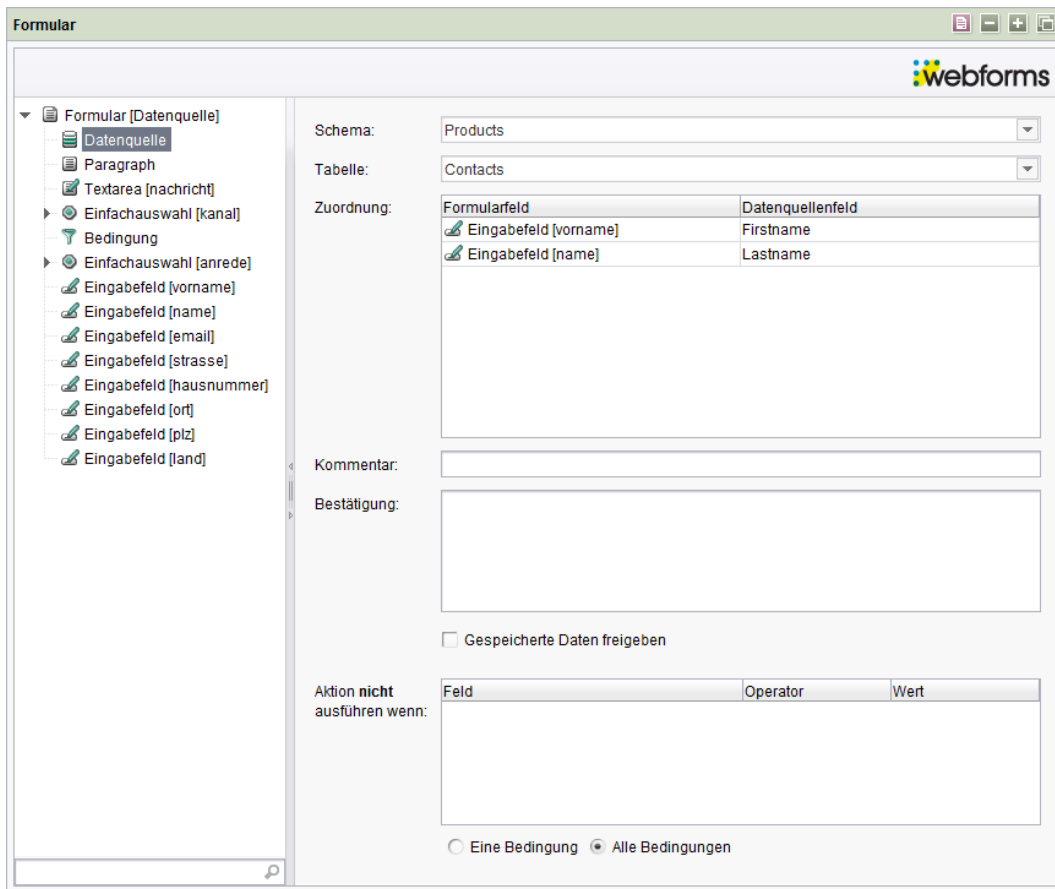 Formular
webforms
Formular [Datenquelle]
Datenquelle
Paragraph
Textarea [nachricht]
Einfachauswahl [kanal]
Bedingung
Einfachauswahl [anrede]
Eingabefeld [vorname]
Eingabefeld [name]
Eingabefeld [email]
Eingabefeld [strasse]
Eingabefeld [hausnummer]
Eingabefeld [ort]
Eingabefeld [plz]
Eingabefeld [land]
Schema: Products
Tabelle: Contacts
Zuordnung: Formularfeld Datenquellenfeld
Eingabefeld [vorname] Firstname
Eingabefeld [name] Lastname
Kommentar:
Bestätigung:
Gespeicherte Daten freigeben
Aktion nicht Feld Operator Wert
ausführen wenn:
Eine Bedingung Alle Bedingungen